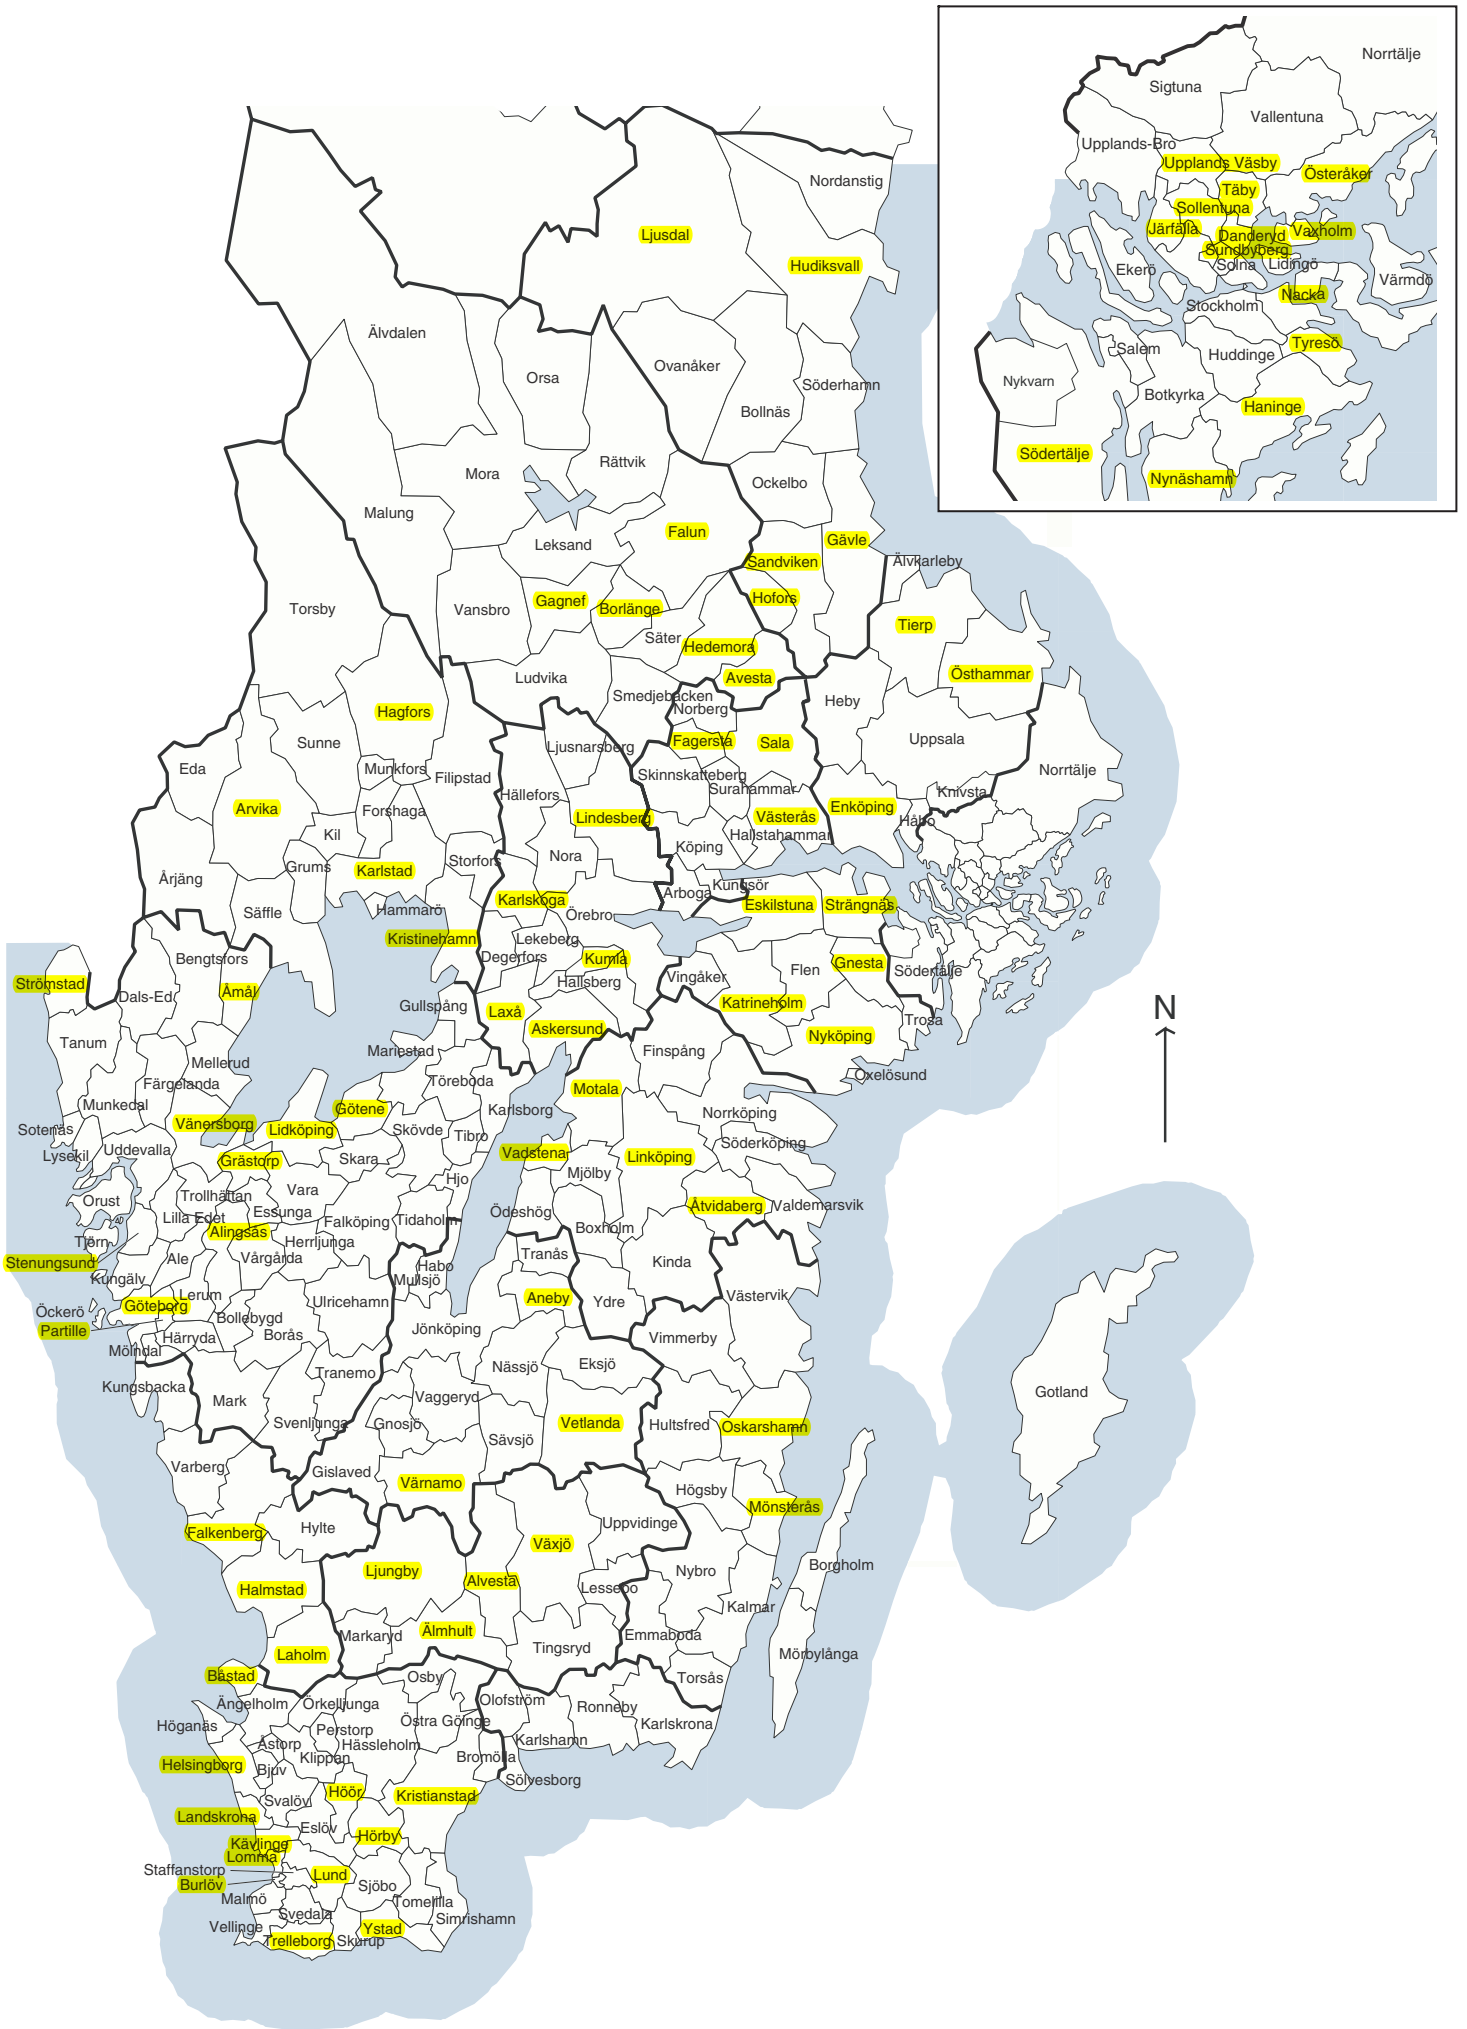 Norrtälje
Sigtuna
Vallentuna
Upplands-Bro
Upplands Väsby
Österåker
Täby
Sollentuna
Järfälla
Danderyd
Vaxholm
Sundbyberg
Solna
Lidingö
Ekerö
Värmdö
Nacka
Stockholm
Tyresö
Salem
Huddinge
Nykvarn
Botkyrka
Haninge
Södertälje
Nynäshamn
Nordanstig
Ljusdal
Hudiksvall
Älvdalen
Ovanåker
Orsa
Söderhamn
Bollnäs
Rättvik
Mora
Ockelbo
Malung
Falun
Gävle
Leksand
Sandviken
Älvkarleby
Hofors
Gagnef
Borlänge
Torsby
Vansbro
Tierp
Säter
Hedemora
Östhammar
Avesta
Ludvika
Smedjebacken
Heby
Norberg
Hagfors
Uppsala
Sunne
Fagersta
Sala
Ljusnarsberg
Eda
Munkfors
Norrtälje
Filipstad
Skinnskatteberg
Surahammar
Knivsta
Hällefors
Arvika
Forshaga
Enköping
Lindesberg
Västerås
Håbo
Kil
Hallstahammar
Köping
Nora
Storfors
Grums
Karlstad
Årjäng
Kungsör
Arboga
Karlskoga
Eskilstuna
Strängnäs
Säffle
Hammarö
Örebro
Kristinehamn
Lekeberg
Degerfors
Kumla
Bengtsfors
Gnesta
Flen
Södertälje
Vingåker
Hallsberg
Strömstad
Åmål
Dals-Ed
Katrineholm
Gullspång
Laxå
Askersund
Trosa
Nyköping
Tanum
Mariestad
Finspång
N
Mellerud
Oxelösund
Töreboda
Färgelanda
Motala
Munkedal
Götene
Karlsborg
Norrköping
Vänersborg
Lidköping
Skövde
Sotenäs
Tibro
Söderköping
Uddevalla
Lysekil
Vadstena
Linköping
Grästorp
Skara
Mjölby
Hjo
Vara
Trollhättan
Orust
Åtvidaberg
Valdemarsvik
Essunga
Ödeshög
Lilla Edet
Falköping
Tidaholm
Boxholm
Alingsås
Tjörn
Herrljunga
Ale
Vårgårda
Tranås
Stenungsund
Kinda
Habo
Kungälv
Mullsjö
Lerum
Aneby
Västervik
Ydre
Ulricehamn
Göteborg
Öckerö
Bollebygd
Partille
Jönköping
Borås
Härryda
Vimmerby
Mölndal
Nässjö
Eksjö
Tranemo
Kungsbacka
Gotland
Mark
Vaggeryd
Svenljunga
Gnosjö
Vetlanda
Hultsfred
Oskarshamn
Sävsjö
Varberg
Gislaved
Värnamo
Högsby
Mönsterås
Uppvidinge
Hylte
Falkenberg
Växjö
Borgholm
Ljungby
Nybro
Alvesta
Halmstad
Lessebo
Kalmar
Älmhult
Markaryd
Emmaboda
Tingsryd
Laholm
Mörbylånga
Båstad
Osby
Torsås
Ängelholm
Örkelljunga
Olofström
Ronneby
Höganäs
Östra Göinge
Karlskrona
Perstorp
Åstorp
Hässleholm
Karlshamn
Klippan
Bromölla
Helsingborg
Bjuv
Sölvesborg
Höör
Kristianstad
Svalöv
Landskrona
Eslöv
Hörby
Kävlinge
Lomma
Staffanstorp
Lund
Burlöv
Sjöbo
Malmö
Tomelilla
Svedala
Simrishamn
Vellinge
Ystad
Trelleborg
Skurup